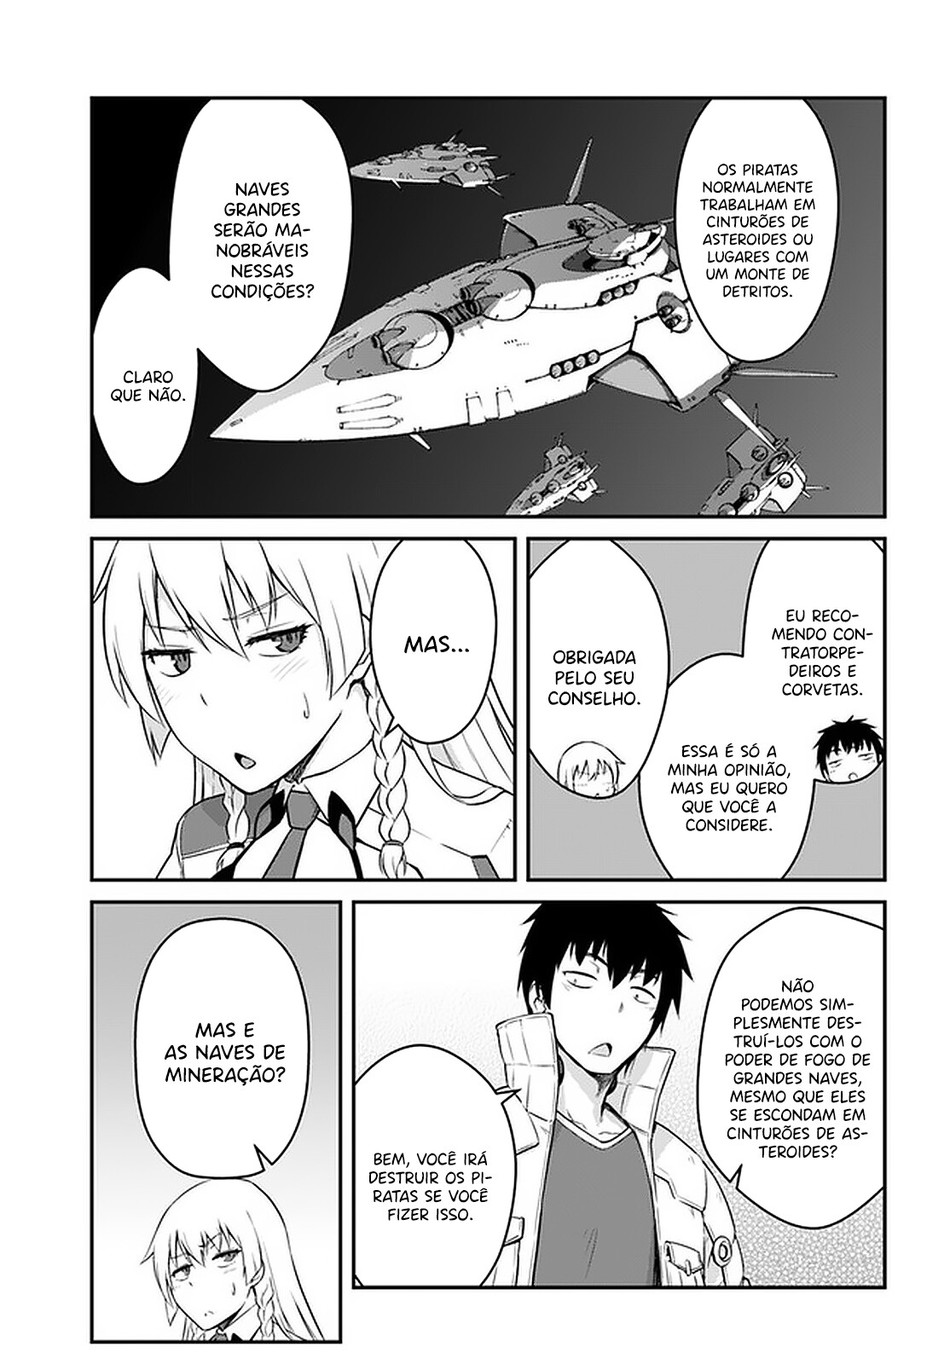 OS PIRATAS
NORMALMENTE
TRABALHAM EM
CINTURÕES DE
ASTEROIDES OU
LUGARES COM
UM MONTE DE
DETRITOS.
NAVES
GRANDES
SERÃO MA-
NOBRÁVEIS
NESSAS
CONDIÇÕES?
CLARO
QUE NÃO.
EU RECO-
MENDO CON-
TRATORPE-
DEIROS E
CORVETAS.
ESSA É SÓ A
MINHA OPINIÃO,
MAS EU QUERO
QUE VOCÊ A
CONSIDERE.
OBRIGADA
PELO SEU
CONSELHO.
MAS...
NÃO
PODEMOS SIM-
PLESMENTE DES-
TRUÍ-LOS COM O
PODER DE FOGO DE
GRANDES NAVES,
MESMO QUE ELES
SE ESCONDAM EM
CINTURÕES DE AS-
TEROIDES?
BEM, VOCÊ IRÁ
DESTRUIR OS PI-
RATAS SE VOCÊ
FIZER ISSO.
MAS E
AS NAVES DE
MINERAÇÃO?